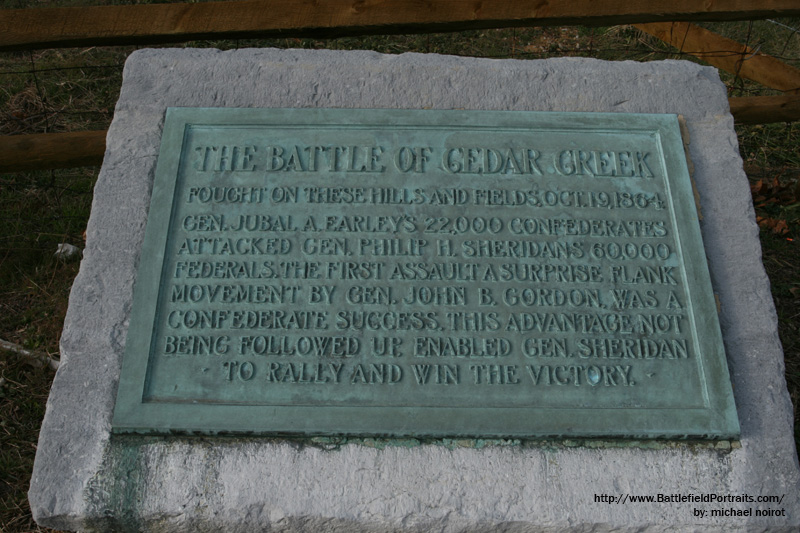 THE BATTLE OF CEDAR CREEK
FOUGHT ON THESE HILLS AND FIELDS, OCT. 19, 1864
GEN. JUBAL A. EARLEY'S 22,000 CONFEDERATES
ATTACKED GEN. PHILIP H. SHERIDAN'S 60,000
FEDERALS. THE FIRST ASSAULT A SURPRISE FLANK
MOVEMENT BY GEN. JOHN B. GORDON, WAS A
CONFEDERATE SUCCESS. THIS ADVANTAGE, NOT
BEING FOLLOWED UP, ENABLED GEN. SHERIDAN
TO RALLY AND WIN THE VICTORY.
http://www.BattlefieldPortraits.com/
by: michael noirot